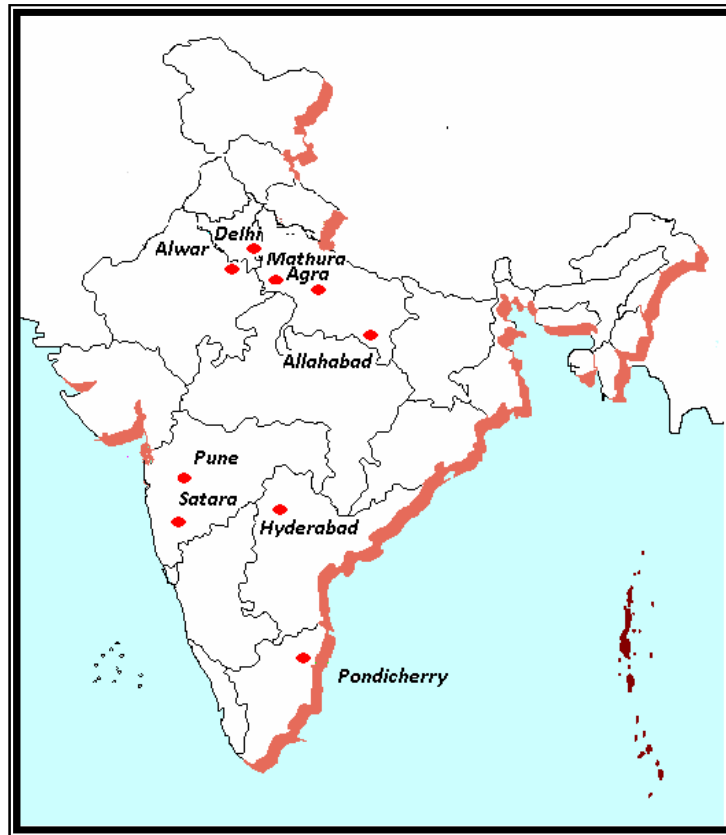 Delhi
Alwar
Mathura
Agra
Allahabad
Pune
Satara
Hyderabad
Pondicherry